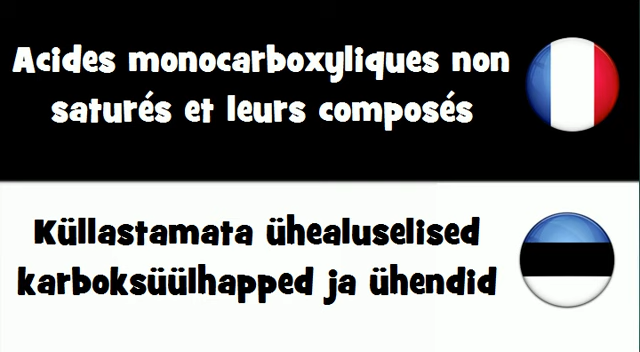 Acides monocarboxyliques non
saturés et leurs composés
Küllastamata ühealuselised
karboksüülhapped ja ühendid